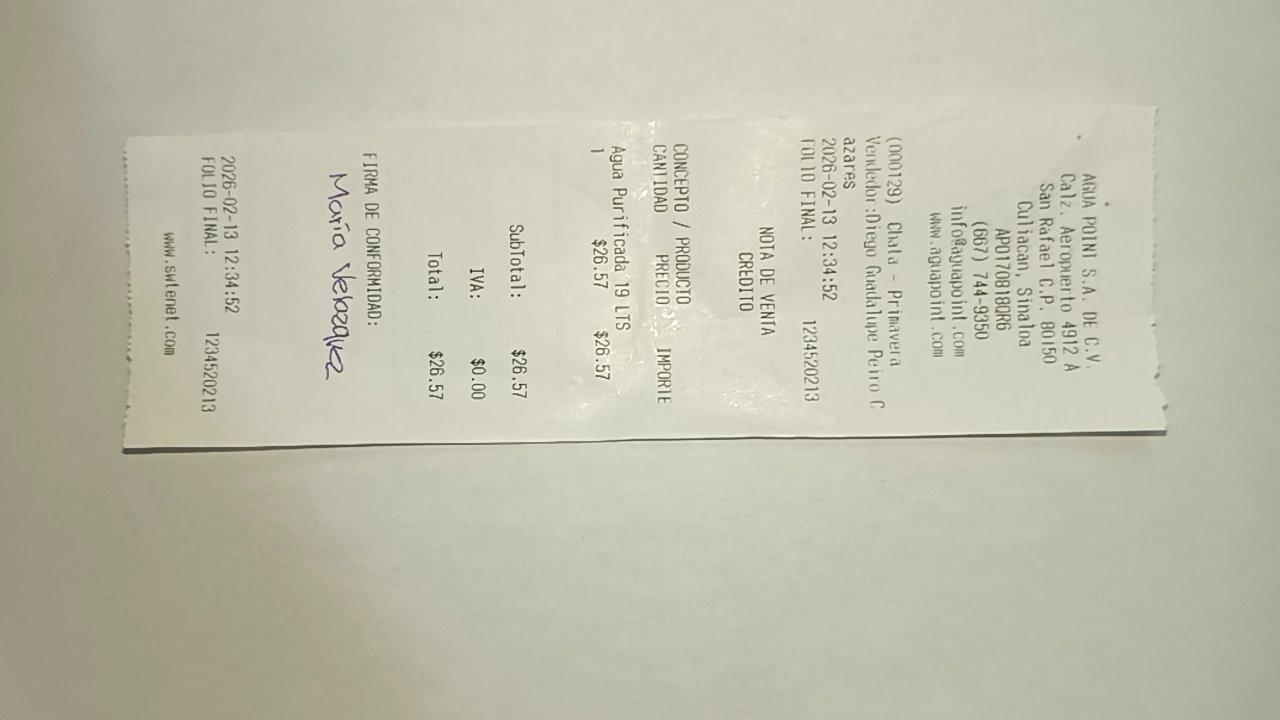 AGUA POINT S.A. DE C.V.
Calz. Aeropuerto 4912 A
San Rafael C.P. 80150
Culiacan, Sinaloa
APO170818QR6
(667) 744-9350
info@aguapoint.com
www.aguapoint.com
(000129) Chata - Primavera
Vendedor:Diego Guadalupe Peiro C
azares
2026-02-13 12:34:52
FOLIO FINAL: 1234520213
NOTA DE VENTA
CREDITO
CONCEPTO / PRODUCTO
CANTIDAD PRECIO IMPORTE
Agua Purificada 19 LTS
1 $26.57 $26.57
SubTotal: $26.57
IVA: $0.00
Total: $26.57
FIRMA DE CONFORMIDAD:
María Velazquez
2026-02-13 12:34:52
FOLIO FINAL: 1234520213
www.swtenet.com